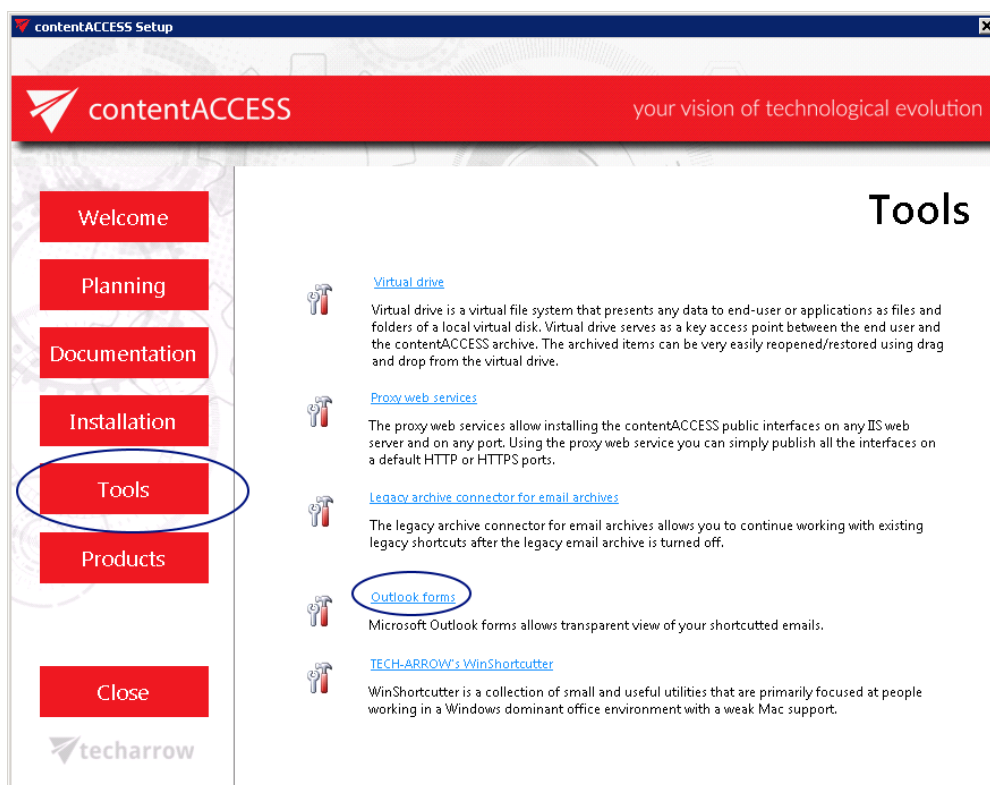 contentACCESS Setup
contentACCESS
your vision of technological evolution
Welcome
Planning
Documentation
Installation
Tools
Products
Close
techarrow
Tools
Virtual drive
Virtual drive is a virtual file system that presents any data to end-user or applications as files and
folders of a local virtual disk. Virtual drive serves as a key access point between the end user and
the contentACCESS archive. The archived items can be very easily reopened/restored using drag
and drop from the virtual drive.
Proxy web services
The proxy web services allow installing the contentACCESS public interfaces on any IIS web
server and on any port. Using the proxy web service you can simply publish all the interfaces on
a default HTTP or HTTPS ports.
Legacy archive connector for email archives
The legacy archive connector for email archives allows you to continue working with existing
legacy shortcuts after the legacy email archive is turned off.
Outlook forms
Microsoft Outlook forms allows transparent view of your shortcutted emails.
TECH-ARROW's WinShortcutter
WinShortcutter is a collection of small and useful utilities that are primarily focused at people
working in a Windows dominant office environment with a weak Mac support.